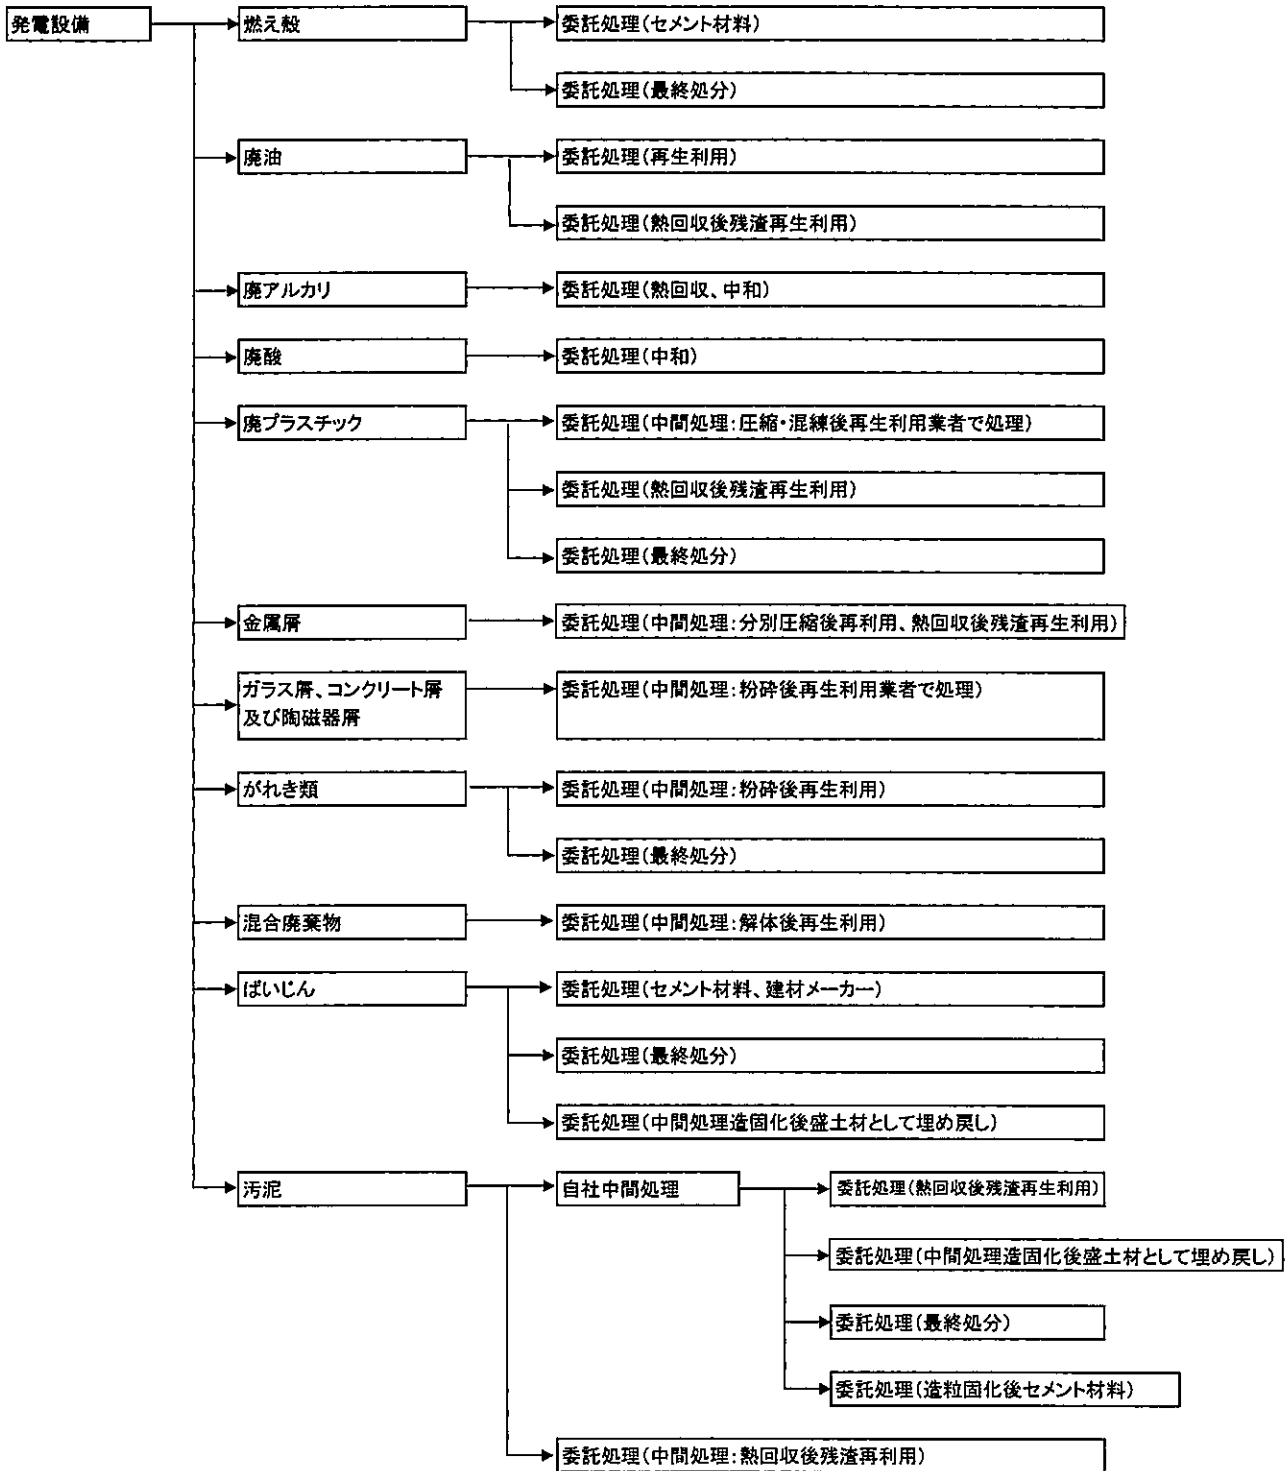 発電設備
燃え殻
委託処理(セメント材料)
委託処理(最終処分)
廃油
委託処理(再生利用)
委託処理(熱回収後残渣再生利用)
廃アルカリ
委託処理(熱回収、中和)
廃酸
委託処理(中和)
廃プラスチック
委託処理(中間処理:圧縮・混練後再生利用業者で処理)
委託処理(熱回収後残渣再生利用)
委託処理(最終処分)
金属屑
委託処理(中間処理:分別圧縮後再利用、熱回収後残渣再生利用)
ガラス屑、コンクリート屑
及び陶磁器屑
委託処理(中間処理:粉砕後再生利用業者で処理)
がれき類
委託処理(中間処理:粉砕後再生利用)
委託処理(最終処分)
混合廃棄物
委託処理(中間処理:解体後再生利用)
ばいじん
委託処理(セメント材料、建材メーカー)
委託処理(最終処分)
委託処理(中間処理造固化後盛土材として埋め戻し)
汚泥
自社中間処理
委託処理(熱回収後残渣再生利用)
委託処理(中間処理造固化後盛土材として埋め戻し)
委託処理(最終処分)
委託処理(造粒固化後セメント材料)
委託処理(中間処理:熱回収後残渣再利用)